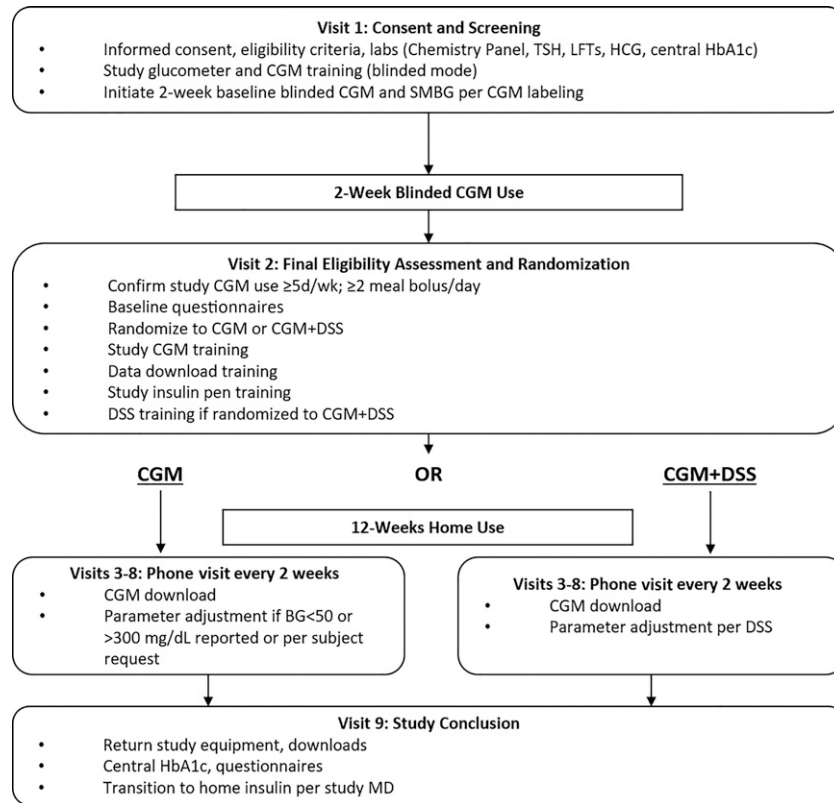 Visit 1: Consent and Screening
• Informed consent, eligibility criteria, labs (Chemistry Panel, TSH, LFTs, HCG, central HbA1c)
• Study glucometer and CGM training (blinded mode)
• Initiate 2-week baseline blinded CGM and SMBG per CGM labeling
2-Week Blinded CGM Use
Visit 2: Final Eligibility Assessment and Randomization
• Confirm study CGM use ≥5d/wk; ≥2 meal bolus/day
• Baseline questionnaires
• Randomize to CGM or CGM+DSS
• Study CGM training
• Data download training
• Study insulin pen training
• DSS training if randomized to CGM+DSS
CGM OR CGM+DSS
12-Weeks Home Use
Visits 3-8: Phone visit every 2 weeks
• CGM download
• Parameter adjustment if BG<50 or
>300 mg/dL reported or per subject
request
Visits 3-8: Phone visit every 2 weeks
• CGM download
• Parameter adjustment per DSS
Visit 9: Study Conclusion
• Return study equipment, downloads
• Central HbA1c, questionnaires
• Transition to home insulin per study MD